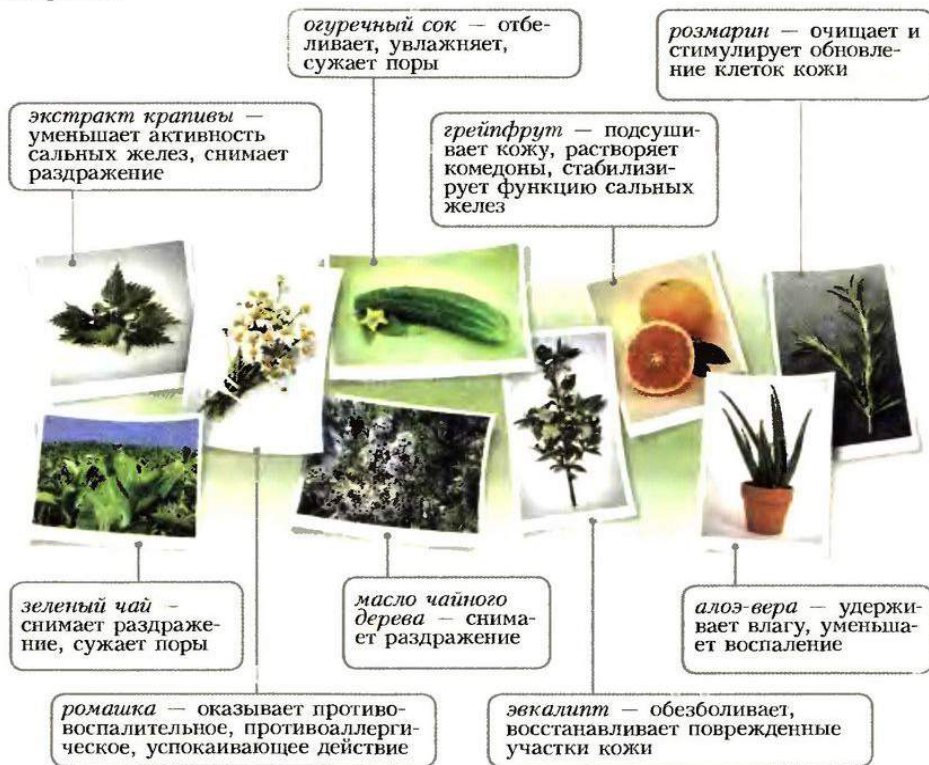 огуречный сок — отбе-
ливает, увлажняет,
сужает поры
розмарин — очищает и
стимулирует обновле-
ние клеток кожи
экстракт крапивы —
уменьшает активность
сальных желез, снимает
раздражение
грейпфрут — подсуши-
вает кожу, растворяет
комедоны, стабилизи-
рует функцию сальных
желез
зеленый чай —
снимает раздраже-
ние, сужает поры
масло чайного
дерева — снима-
ет раздражение
алоэ-вера — удержи-
вает влагу, уменьша-
ет воспаление
ромашка — оказывает противо-
воспалительное, противоаллерги-
ческое, успокаивающее действие
эвкалипт — обезболивает,
восстанавливает поврежденные
участки кожи